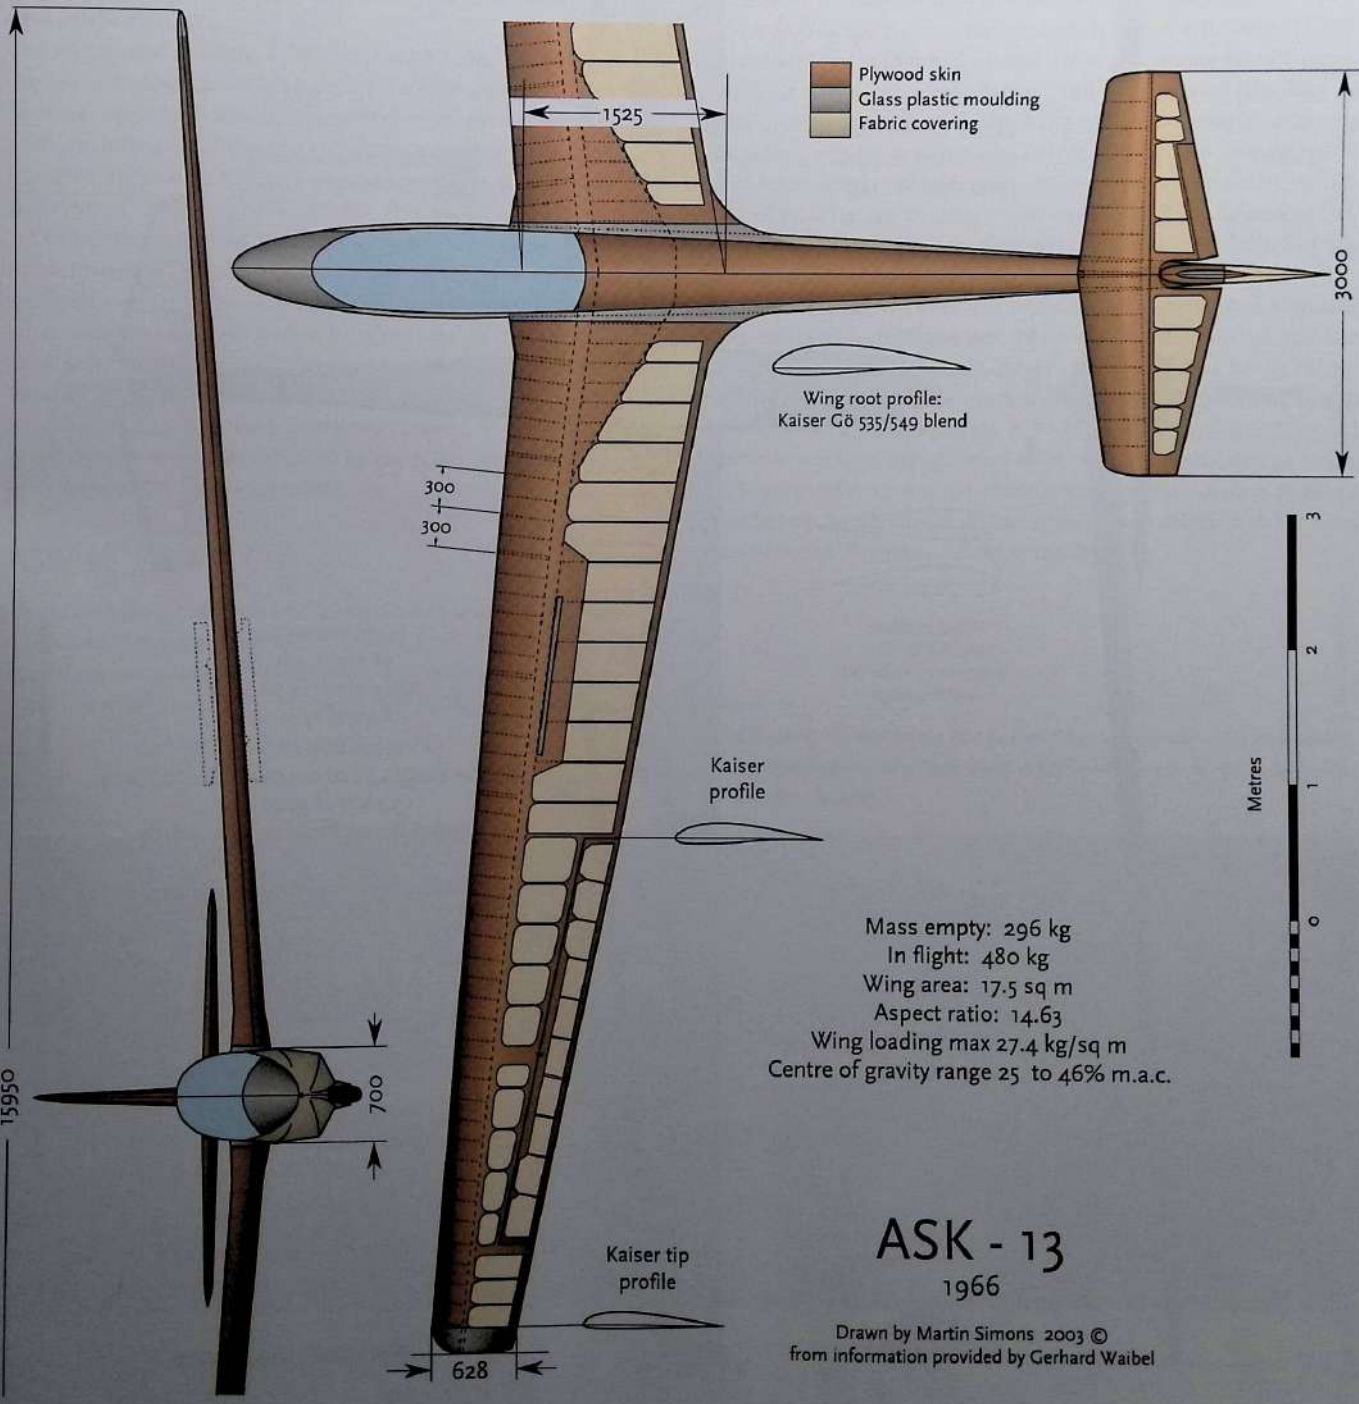 Plywood skin
Glass plastic moulding
Fabric covering
1525
3000
Wing root profile:
Kaiser Gö 535/549 blend
300
300
3
2
1
0
Metres
Kaiser
profile
Mass empty: 296 kg
In flight: 480 kg
Wing area: 17.5 sq m
Aspect ratio: 14.63
Wing loading max 27.4 kg/sq m
Centre of gravity range 25 to 46% m.a.c.
15950
700
Kaiser tip
profile
ASK - 13
1966
Drawn by Martin Simons 2003 ©
from information provided by Gerhard Waibel
628